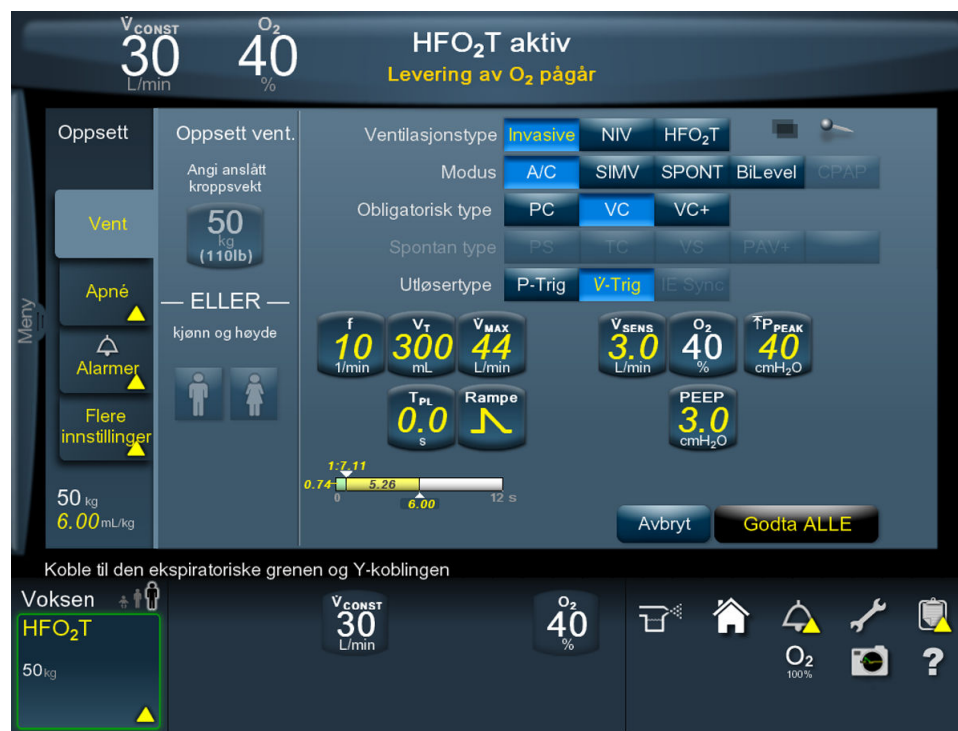 V̇CONST
30
L/min
O₂
40
%
HFO₂T aktiv
Levering av O₂ pågår
Meny
Oppsett
Vent
Apné
Alarmer
Flere
innstillinger
50 kg
6.00 mL/kg
Oppsett vent.
Angi anslått
kroppsvekt
50
kg
(110lb)
— ELLER —
kjønn og høyde
Ventilasjonstype Invasive NIV HFO₂T
Modus A/C SIMV SPONT BiLevel CPAP
Obligatorisk type PC VC VC+
Spontan type PS TC VS PAV+
Utløsertype P-Trig V̇-Trig IE Sync
f
10
1/min
VT
300
mL
V̇MAX
44
L/min
V̇SENS
3.0
L/min
O₂
40
%
PPEAK
40
cmH₂O
TPL
0.0
s
Rampe
PEEP
3.0
cmH₂O
1:7.11
0.74 5.26
0 6.00 12 s
Avbryt Godta ALLE
Koble til den ekspiratoriske grenen og Y-koblingen
Voksen
HFO₂T
50 kg
V̇CONST
30
L/min
O₂
40
%
O₂
100%
?